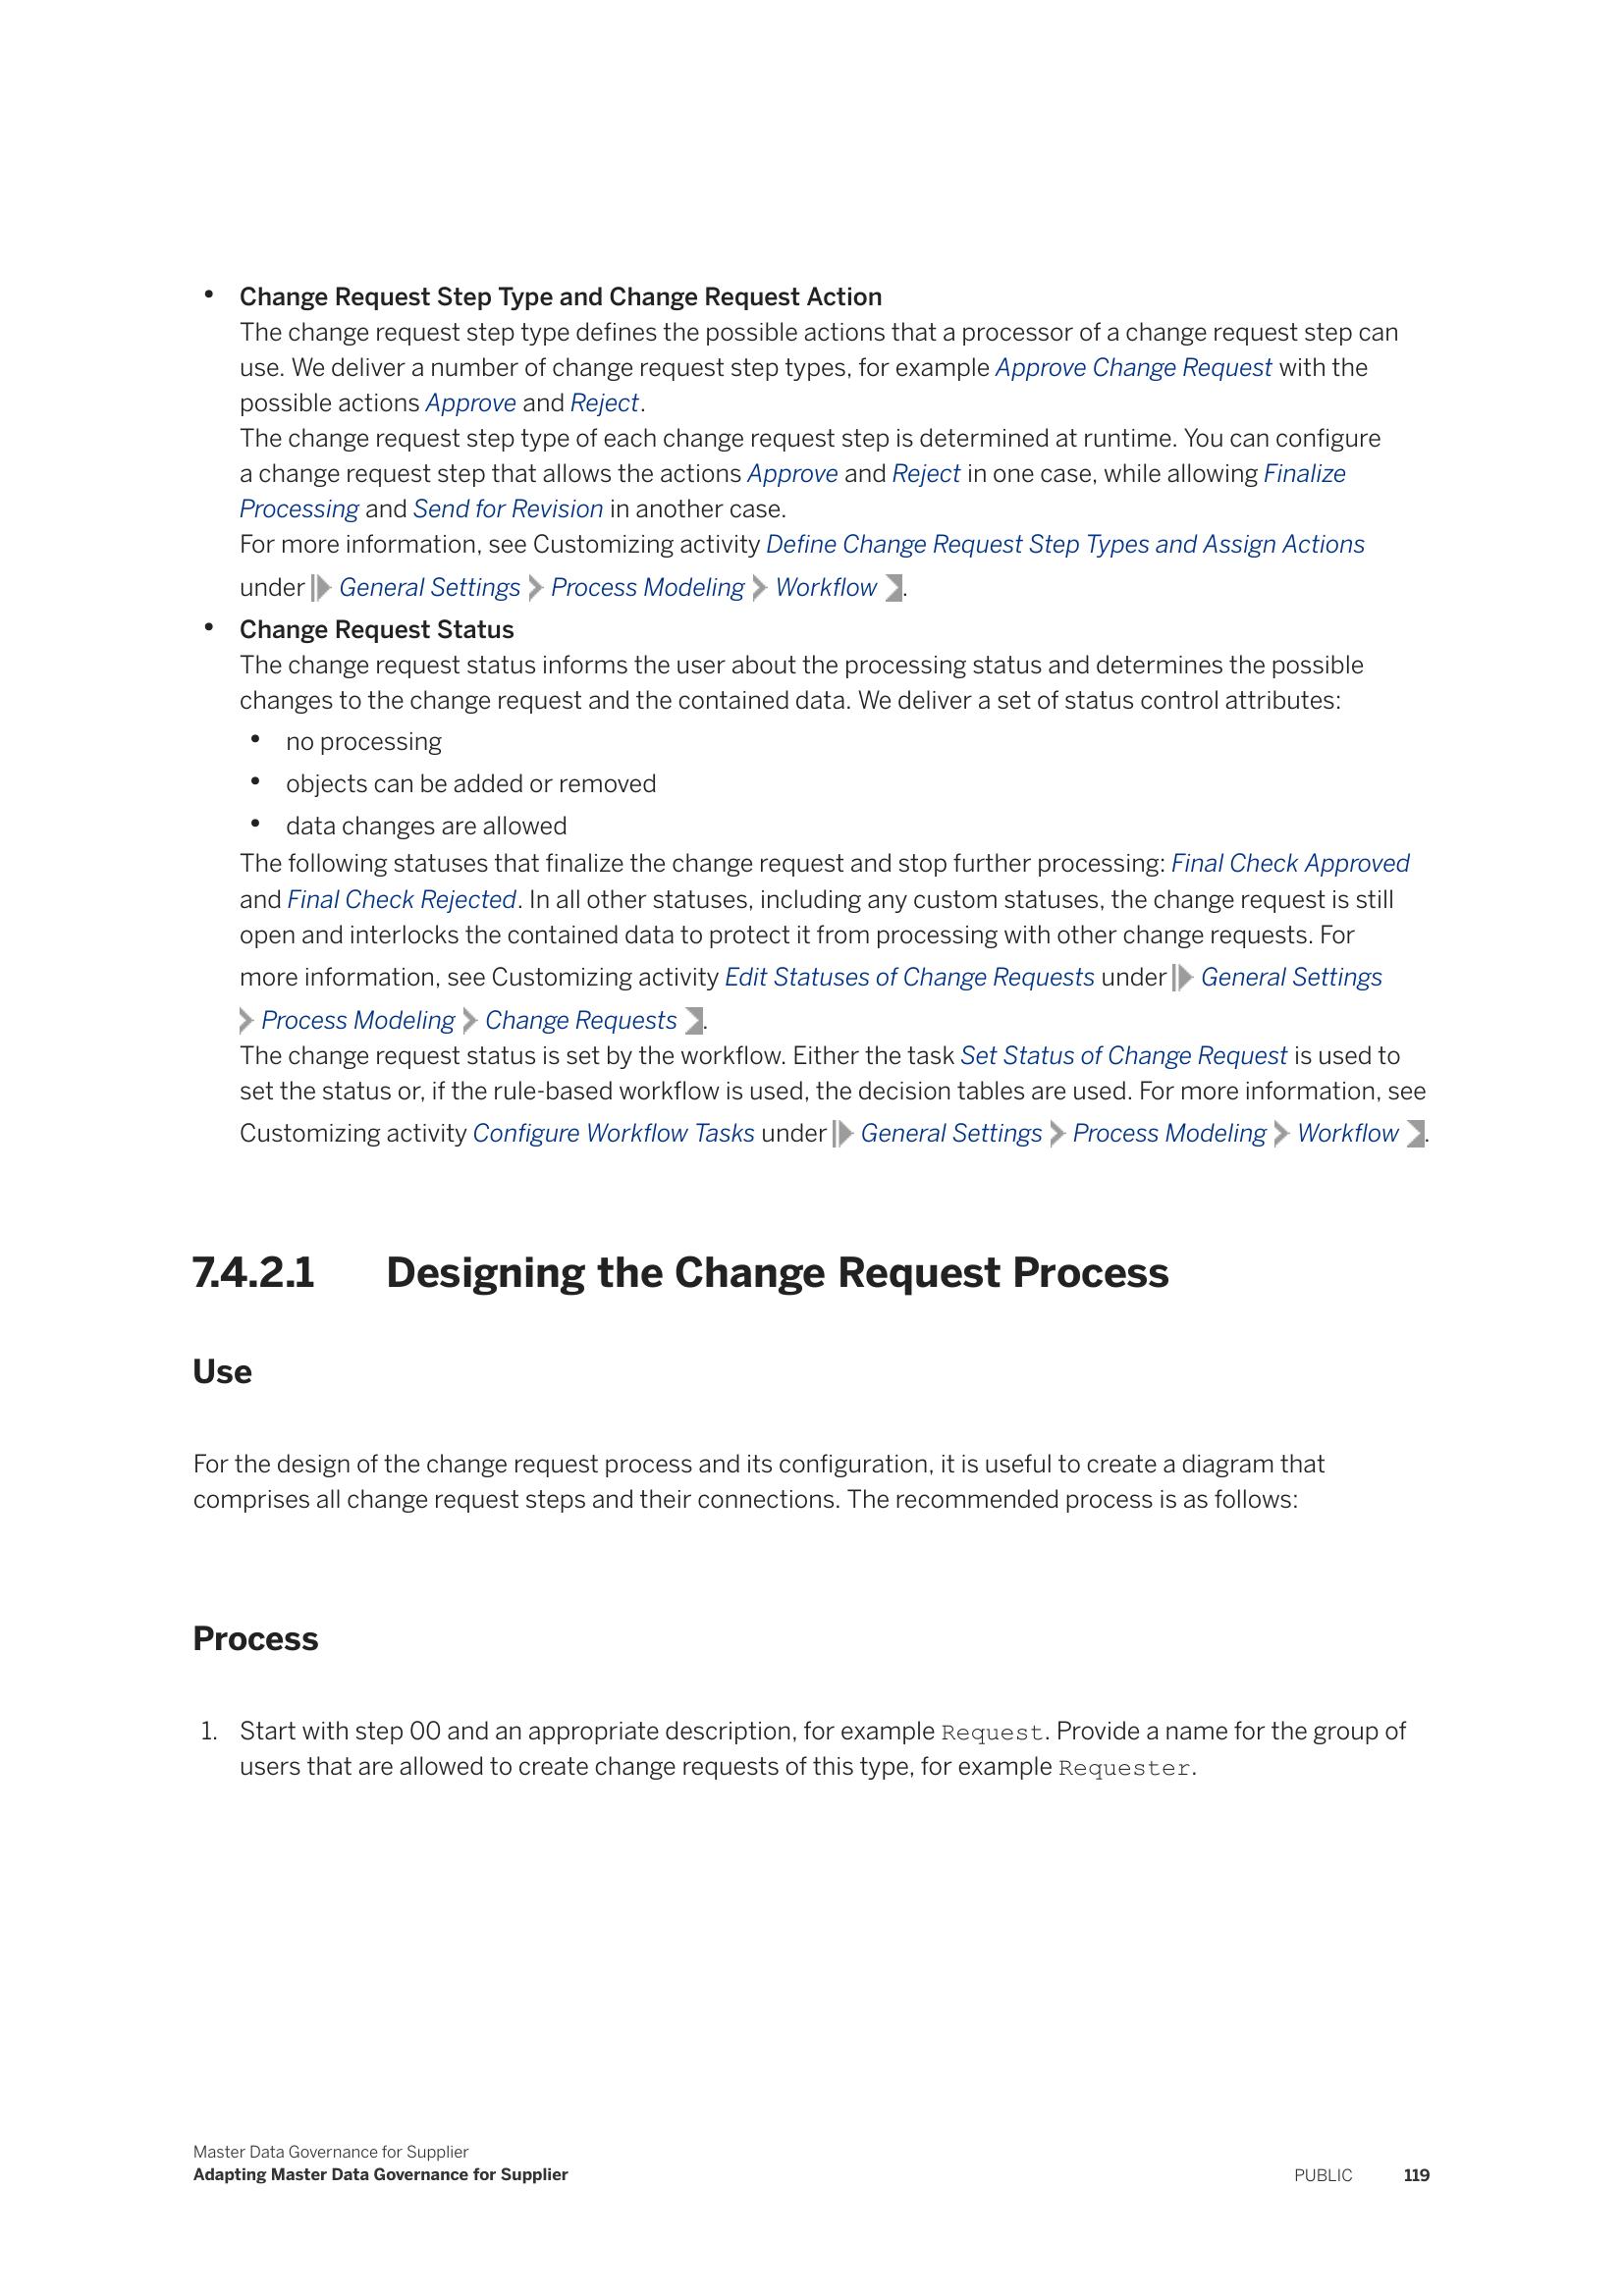 • Change Request Step Type and Change Request Action
The change request step type defines the possible actions that a processor of a change request step can
use. We deliver a number of change request step types, for example Approve Change Request with the
possible actions Approve and Reject.
The change request step type of each change request step is determined at runtime. You can configure
a change request step that allows the actions Approve and Reject in one case, while allowing Finalize
Processing and Send for Revision in another case.
For more information, see Customizing activity Define Change Request Step Types and Assign Actions
under General Settings Process Modeling Workflow .
• Change Request Status
The change request status informs the user about the processing status and determines the possible
changes to the change request and the contained data. We deliver a set of status control attributes:
• no processing
• objects can be added or removed
• data changes are allowed
The following statuses that finalize the change request and stop further processing: Final Check Approved
and Final Check Rejected. In all other statuses, including any custom statuses, the change request is still
open and interlocks the contained data to protect it from processing with other change requests. For
more information, see Customizing activity Edit Statuses of Change Requests under General Settings
Process Modeling Change Requests .
The change request status is set by the workflow. Either the task Set Status of Change Request is used to
set the status or, if the rule-based workflow is used, the decision tables are used. For more information, see
Customizing activity Configure Workflow Tasks under General Settings Process Modeling Workflow .
7.4.2.1 Designing the Change Request Process
Use
For the design of the change request process and its configuration, it is useful to create a diagram that
comprises all change request steps and their connections. The recommended process is as follows:
Process
1. Start with step 00 and an appropriate description, for example Request. Provide a name for the group of
users that are allowed to create change requests of this type, for example Requester.
Master Data Governance for Supplier
Adapting Master Data Governance for Supplier
PUBLIC 119